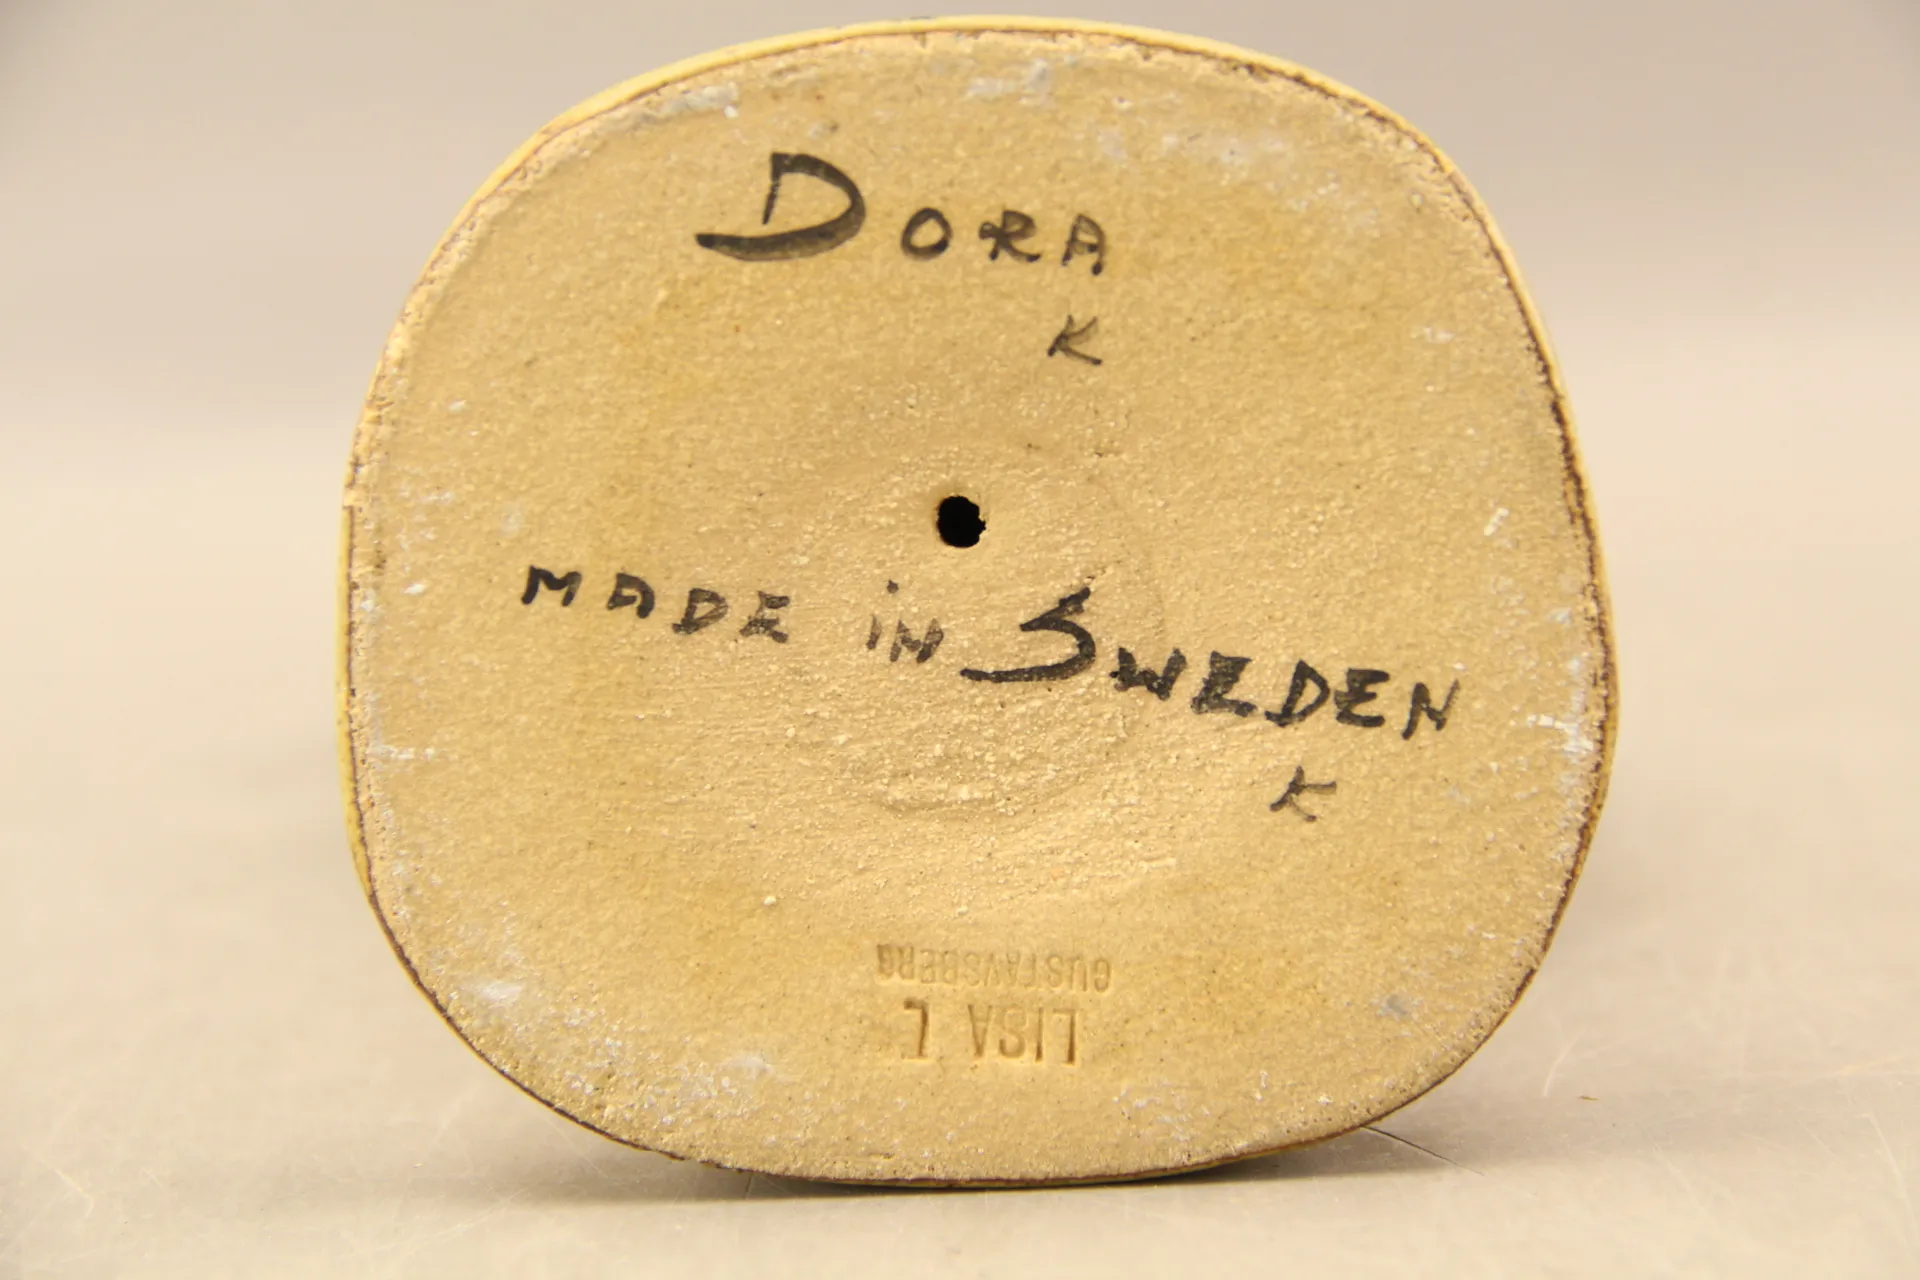 DORA
K
MADE iN SWEDEN
K
LISA L
GUSTAVSBERG